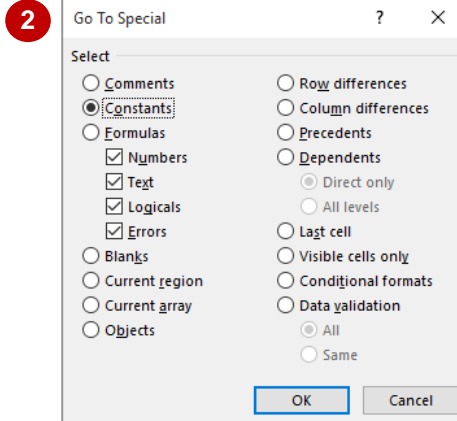 2
Go To Special ? ×
Select
Comments
Constants
Formulas
Numbers
Text
Logicals
Errors
Blanks
Current region
Current array
Objects
Row differences
Column differences
Precedents
Dependents
Direct only
All levels
Last cell
Visible cells only
Conditional formats
Data validation
All
Same
OK
Cancel